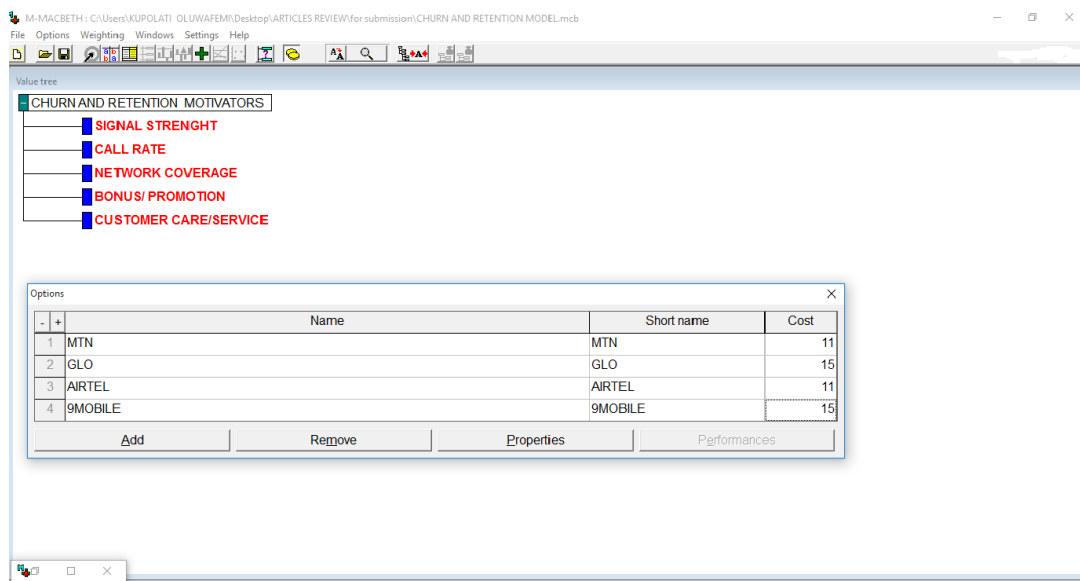 M-MACBETH : C:\Users\KUPOLATI OLUWAFEMI\Desktop\ARTICLES REVIEW\for submission\CHURN AND RETENTION MODEL.mcb
File Options Weighting Windows Settings Help
Value tree
CHURN AND RETENTION MOTIVATORS
SIGNAL STRENGHT
CALL RATE
NETWORK COVERAGE
BONUS/ PROMOTION
CUSTOMER CARE/SERVICE
Options
- + Name Short name Cost
1 MTN MTN 11
2 GLO GLO 15
3 AIRTEL AIRTEL 11
4 9MOBILE 9MOBILE 15
Add Remove Properties Performances